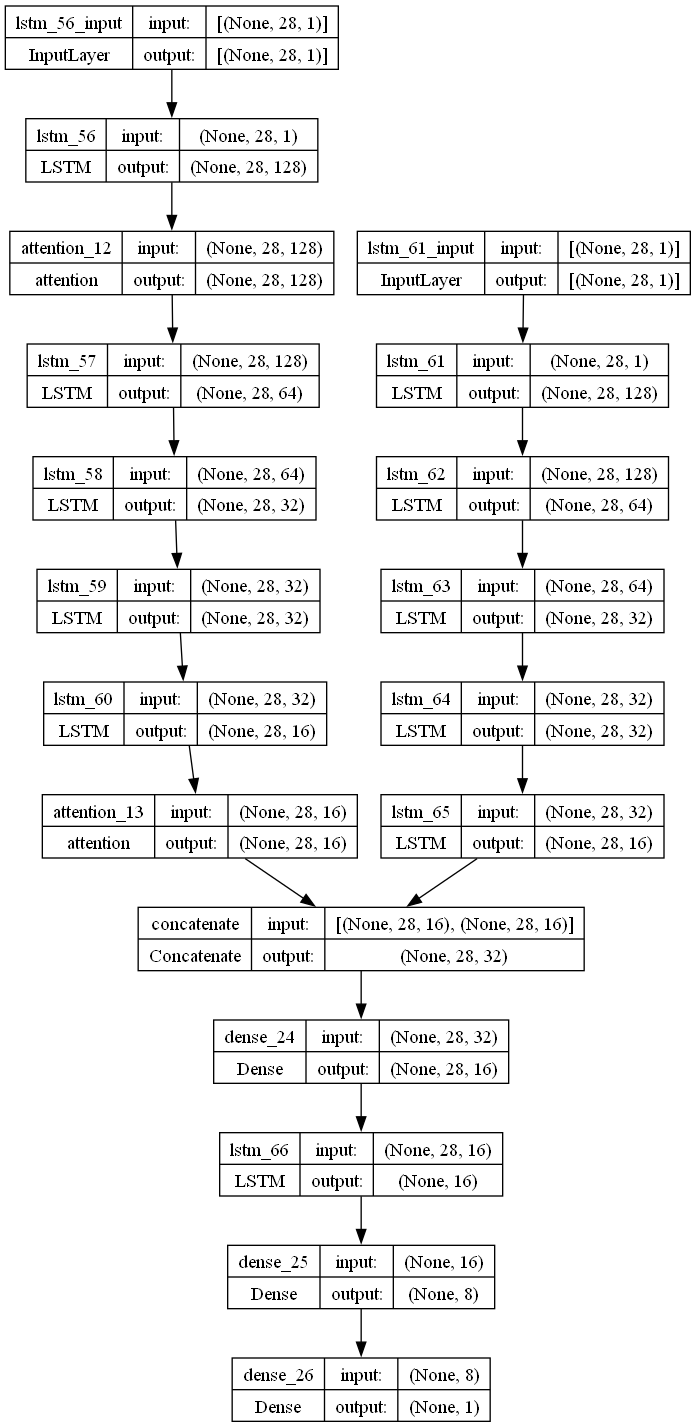 lstm_56_input input: [(None, 28, 1)]
InputLayer output: [(None, 28, 1)]
lstm_56 input: (None, 28, 1)
LSTM output: (None, 28, 128)
attention_12 input: (None, 28, 128)
attention output: (None, 28, 128)
lstm_61_input input: [(None, 28, 1)]
InputLayer output: [(None, 28, 1)]
lstm_57 input: (None, 28, 128)
LSTM output: (None, 28, 64)
lstm_61 input: (None, 28, 1)
LSTM output: (None, 28, 128)
lstm_58 input: (None, 28, 64)
LSTM output: (None, 28, 32)
lstm_62 input: (None, 28, 128)
LSTM output: (None, 28, 64)
lstm_59 input: (None, 28, 32)
LSTM output: (None, 28, 32)
lstm_63 input: (None, 28, 64)
LSTM output: (None, 28, 32)
lstm_60 input: (None, 28, 32)
LSTM output: (None, 28, 16)
lstm_64 input: (None, 28, 32)
LSTM output: (None, 28, 32)
attention_13 input: (None, 28, 16)
attention output: (None, 28, 16)
lstm_65 input: (None, 28, 32)
LSTM output: (None, 28, 16)
concatenate input: [(None, 28, 16), (None, 28, 16)]
Concatenate output: (None, 28, 32)
dense_24 input: (None, 28, 32)
Dense output: (None, 28, 16)
lstm_66 input: (None, 28, 16)
LSTM output: (None, 16)
dense_25 input: (None, 16)
Dense output: (None, 8)
dense_26 input: (None, 8)
Dense output: (None, 1)